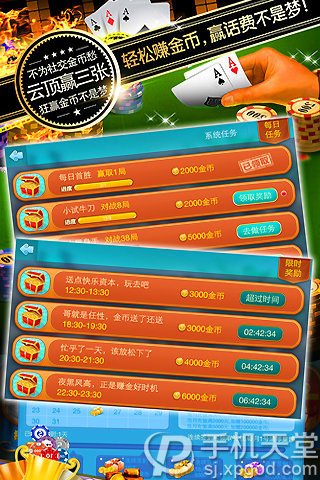 不为社交金币愁
云顶赢三张
狂赢金币不是梦!
轻松赚金币，赢话费不是梦!
系统任务
每日任务
每日首胜 赢取1局
进度
2000金币
已领取
小试牛刀 对战8局
进度
4000金币
领取奖励
对战38局
5000金币
去做任务
限时奖励
送点快乐资本，玩去吧
12:30-13:30
3000金币
超过时间
哥就是任性，金币送了还送
18:30-19:30
3000金币
02:42:34
忙乎了一天，该放松下了
20:30-21:30
4000金币
04:42:34
夜黑风高，正是赚金好时机
22:30-23:30
6000金币
06:42:34
23 24 25
30 31
手机天堂
sj.xpgod.com